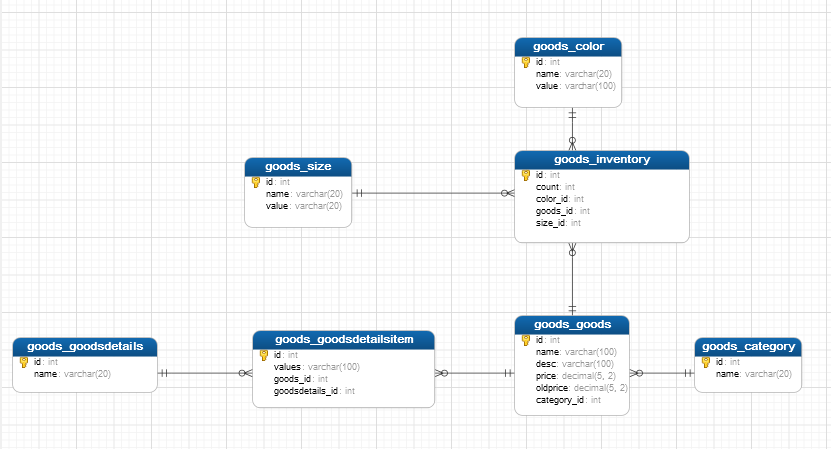 goods_color
id: int
name: varchar(20)
value: varchar(100)
goods_size
id: int
name: varchar(20)
value: varchar(20)
goods_inventory
id: int
count: int
color_id: int
goods_id: int
size_id: int
goods_goodsdetails
id: int
name: varchar(20)
goods_goodsdetailsitem
id: int
values: varchar(100)
goods_id: int
goodsdetails_id: int
goods_goods
id: int
name: varchar(100)
desc: varchar(100)
price: decimal(5, 2)
oldprice: decimal(5, 2)
category_id: int
goods_category
id: int
name: varchar(20)